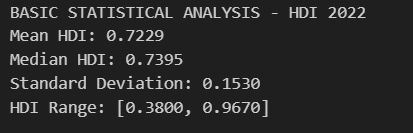 BASIC STATISTICAL ANALYSIS - HDI 2022
Mean HDI: 0.7229
Median HDI: 0.7395
Standard Deviation: 0.1530
HDI Range: [0.3800, 0.9670]